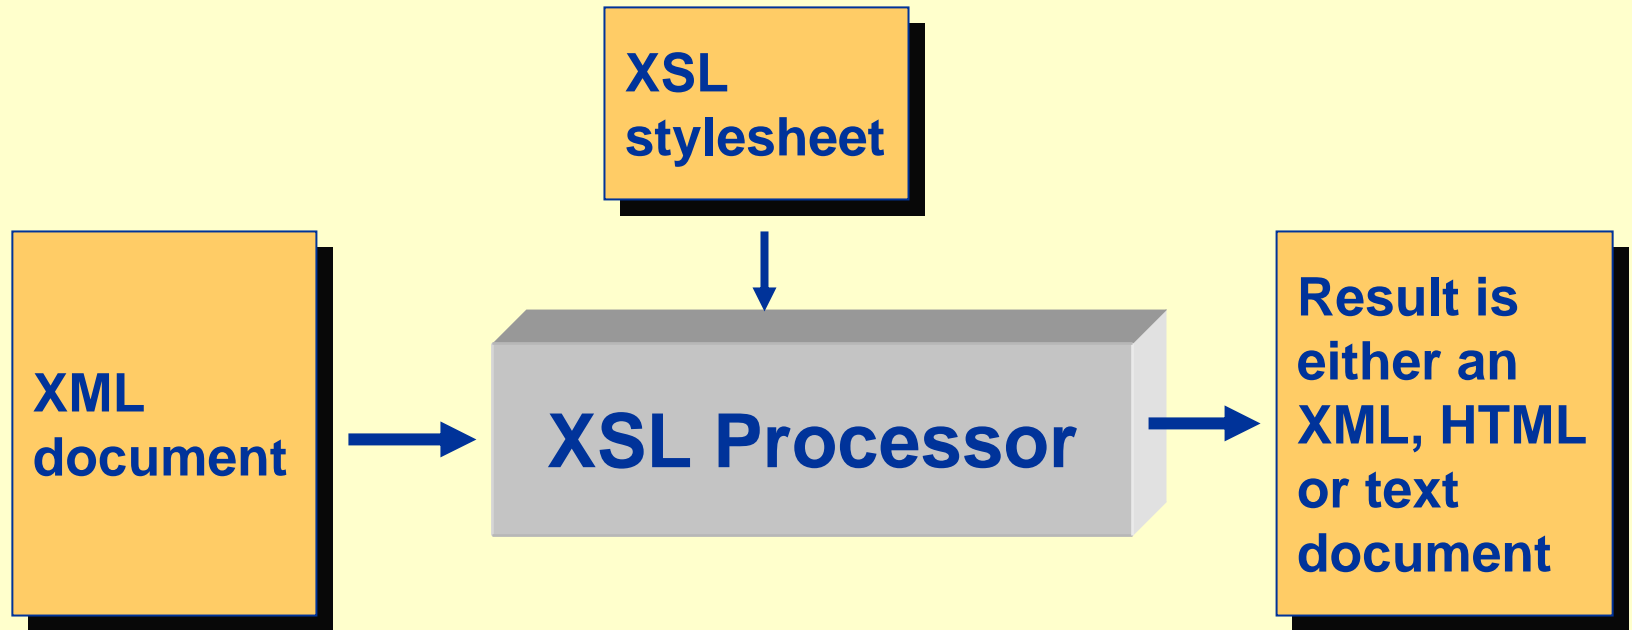 XSL
stylesheet
XML
document
XSL Processor
Result is
either an
XML, HTML
or text
document